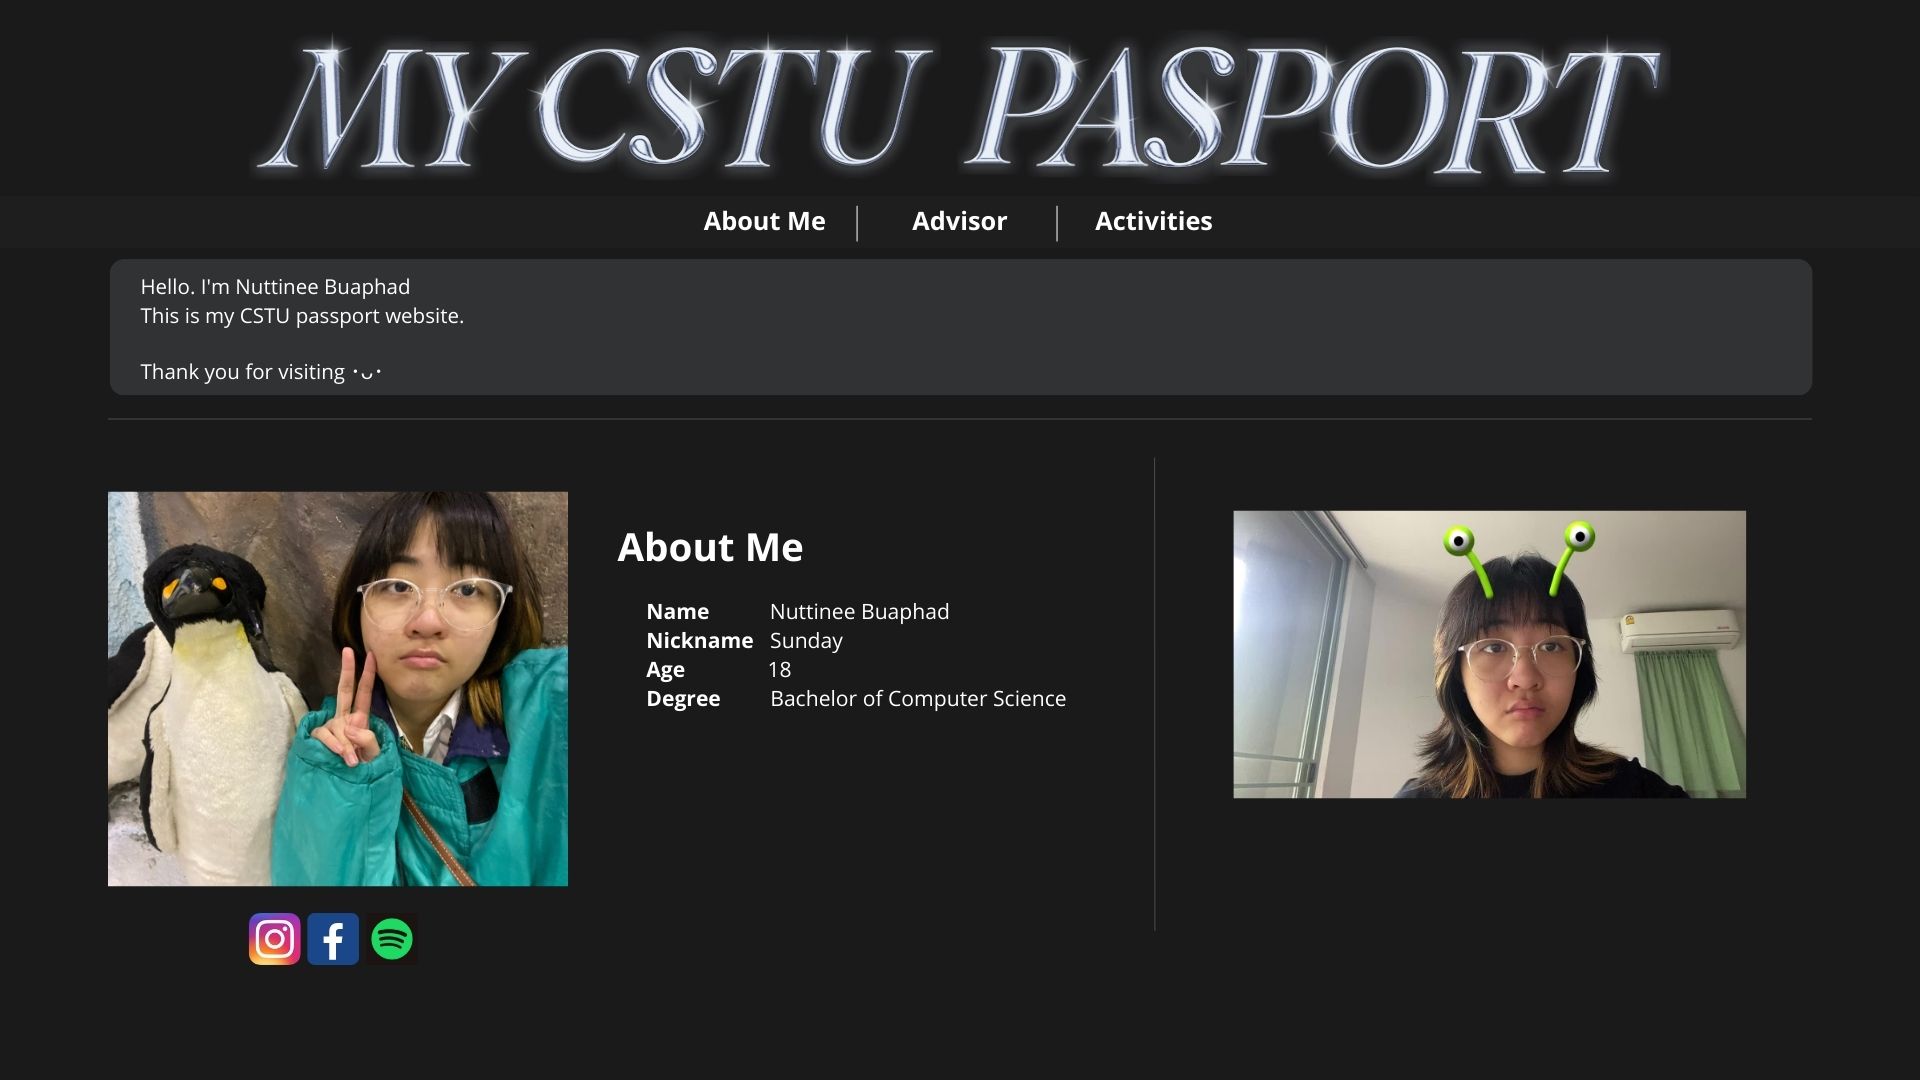 MY CSTU PASPORT
About Me
Advisor
Activities
Hello. I'm Nuttinee Buaphad
This is my CSTU passport website.
Thank you for visiting ･ᴗ･
About Me
Name Nuttinee Buaphad
Nickname Sunday
Age 18
Degree Bachelor of Computer Science